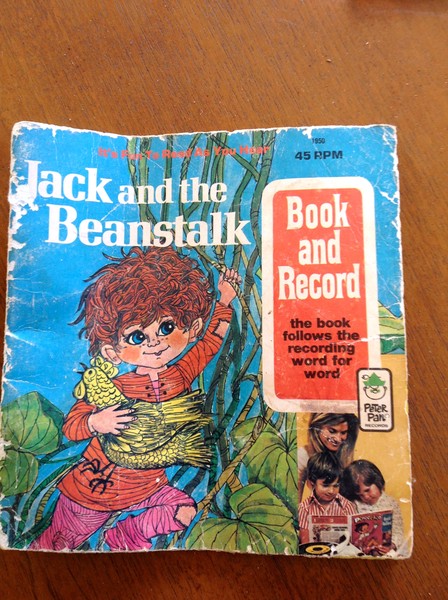 It's Fun To Read As You Hear!
1950
45 RPM
Jack and the
Beanstalk
Book
and
Record
the book
follows the
recording
word for
word
Peter
Pan
RECORDS